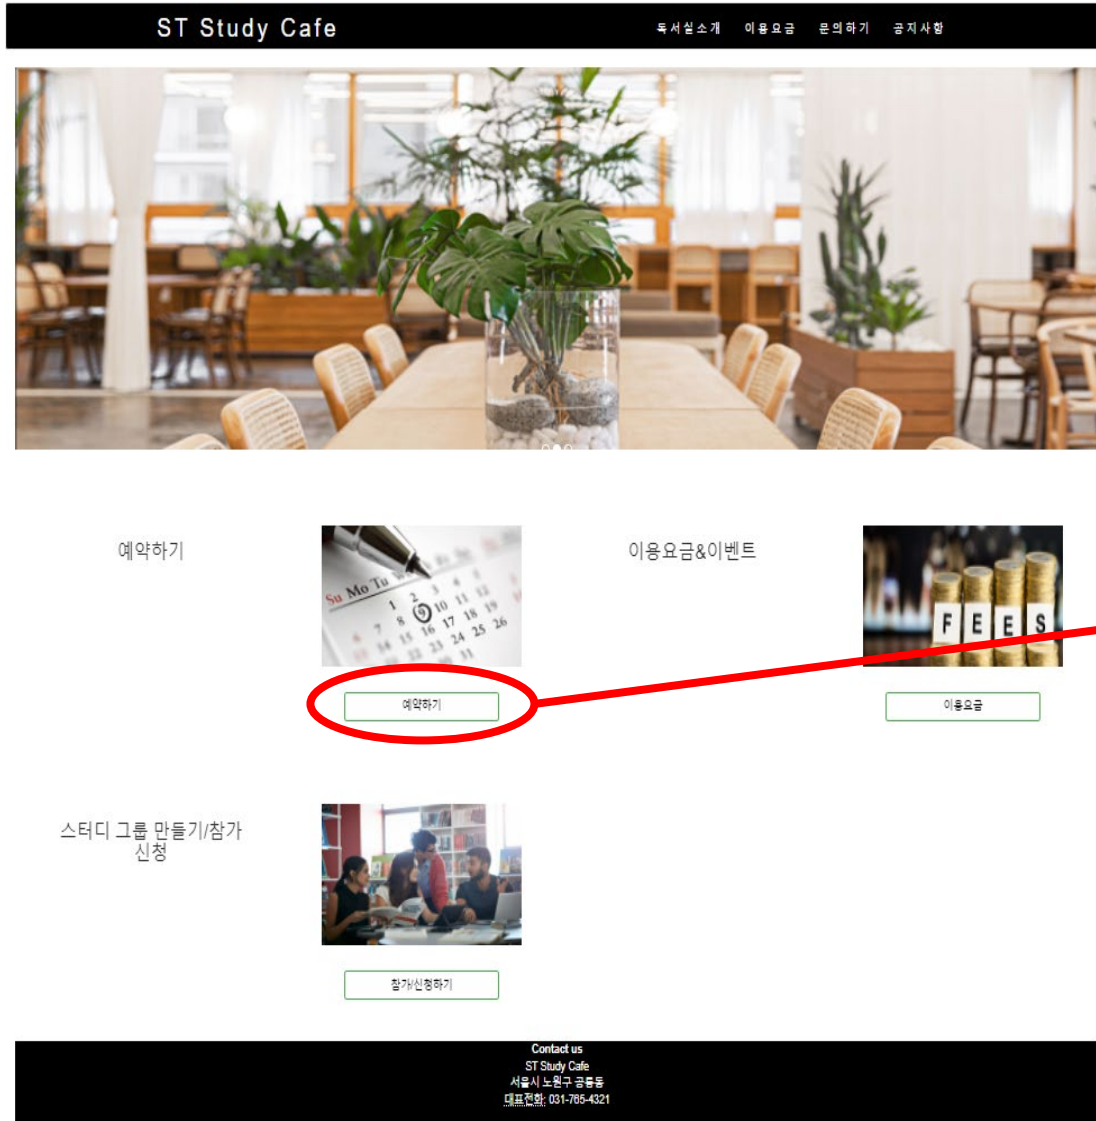 ST Study Cafe
독서실소개 이용요금 문의하기 공지사항
예약하기
Su Mo Tu We
1 2 3 4 5
8 9 10 11 12
6 7
14 15 16 17 18 19
22 23 24 25 26
31
예약하기
이용요금&이벤트
FEES
이용요금
스터디 그룹 만들기/참가
신청
참가/신청하기
Contact us
ST Study Cafe
서울시 노원구 공릉동
대표전화: 031-765-4321